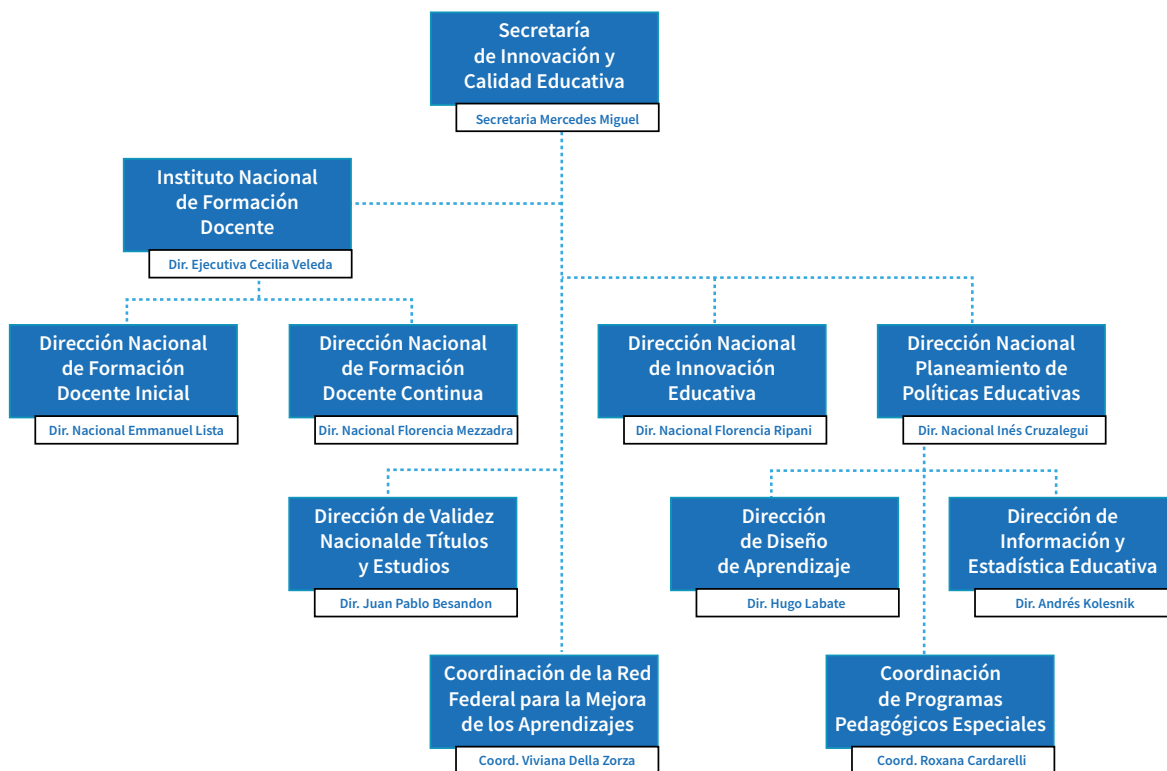 Secretaría
de Innovación y
Calidad Educativa
Secretaria Mercedes Miguel
Instituto Nacional
de Formación
Docente
Dir. Ejecutiva Cecilia Veleda
Dirección Nacional
de Formación
Docente Inicial
Dir. Nacional Emmanuel Lista
Dirección Nacional
de Formación
Docente Continua
Dir. Nacional Florencia Mezzadra
Dirección Nacional
de Innovación
Educativa
Dir. Nacional Florencia Ripani
Dirección Nacional
Planeamiento de
Políticas Educativas
Dir. Nacional Inés Cruzalegui
Dirección de Validez
Nacionalde Títulos
y Estudios
Dir. Juan Pablo Besandon
Dirección
de Diseño
de Aprendizaje
Dir. Hugo Labate
Dirección de
Información y
Estadística Educativa
Dir. Andrés Kolesnik
Coordinación de la Red
Federal para la Mejora
de los Aprendizajes
Coord. Viviana Della Zorza
Coordinación
de Programas
Pedagógicos Especiales
Coord. Roxana Cardarelli